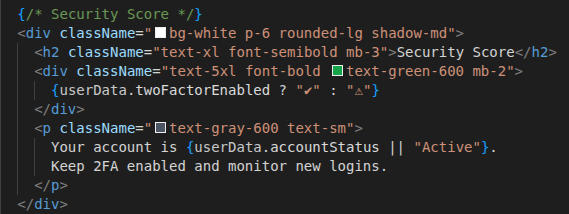 {/* Security Score */}
<div className="bg-white p-6 rounded-lg shadow-md">
<h2 className="text-xl font-semibold mb-3">Security Score</h2>
<div className="text-5xl font-bold text-green-600 mb-2">
{userData.twoFactorEnabled ? "✔" : "⚠"}
</div>
<p className="text-gray-600 text-sm">
Your account is {userData.accountStatus || "Active"}.
Keep 2FA enabled and monitor new logins.
</p>
</div>